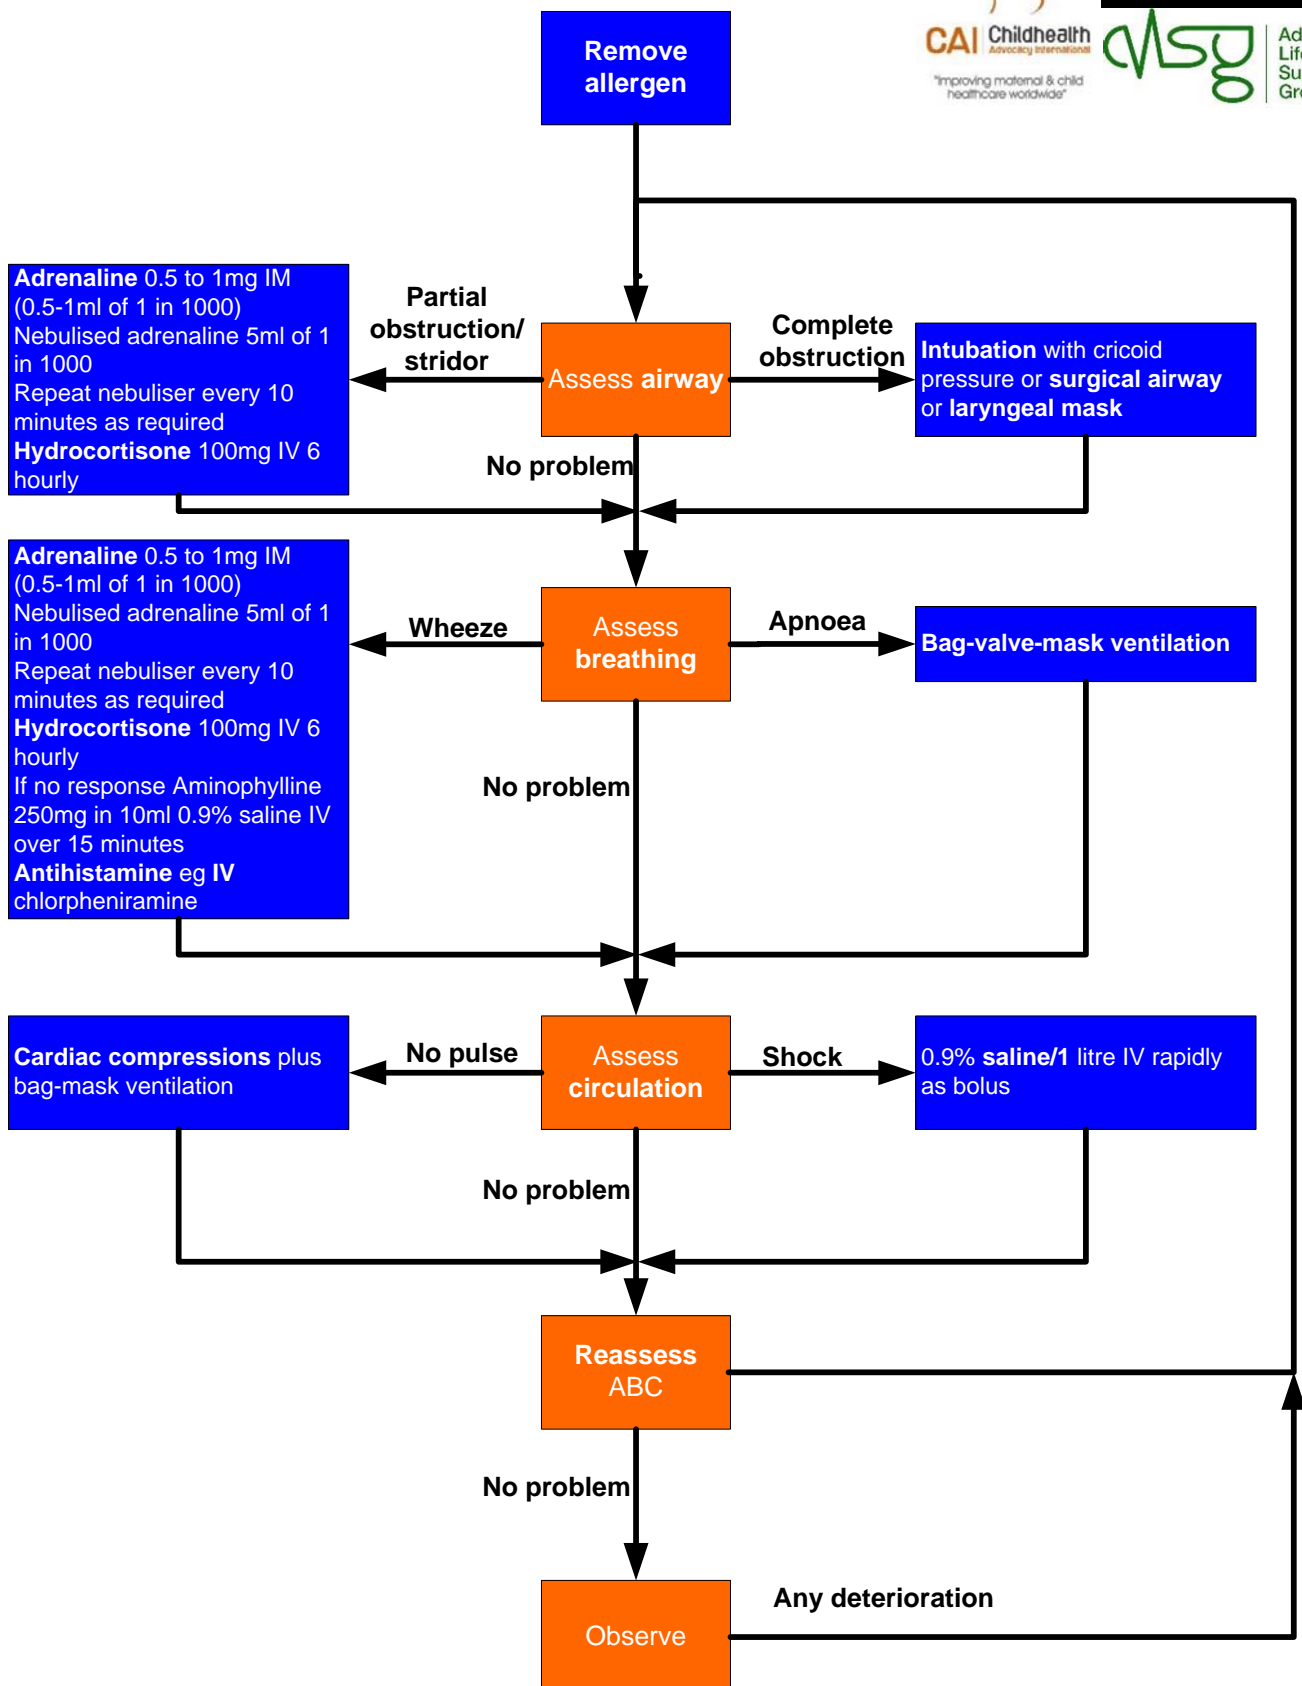 CAI Childhealth
Advocacy International
"Improving maternal & child
healthcare worldwide"
Remove
allergen
Adrenaline 0.5 to 1mg IM
(0.5-1ml of 1 in 1000)
Nebulised adrenaline 5ml of 1
in 1000
Repeat nebuliser every 10
minutes as required
Hydrocortisone 100mg IV 6
hourly
Partial
obstruction/
stridor
Assess airway
Complete
obstruction
Intubation with cricoid
pressure or surgical airway
or laryngeal mask
No problem
Adrenaline 0.5 to 1mg IM
(0.5-1ml of 1 in 1000)
Nebulised adrenaline 5ml of 1
in 1000
Repeat nebuliser every 10
minutes as required
Hydrocortisone 100mg IV 6
hourly
If no response Aminophylline
250mg in 10ml 0.9% saline IV
over 15 minutes
Antihistamine eg IV
chlorpheniramine
Wheeze
Assess
breathing
Apnoea
Bag-valve-mask ventilation
No problem
Cardiac compressions plus
bag-mask ventilation
No pulse
Assess
circulation
Shock
0.9% saline/1 litre IV rapidly
as bolus
No problem
Reassess
ABC
No problem
Observe
Any deterioration